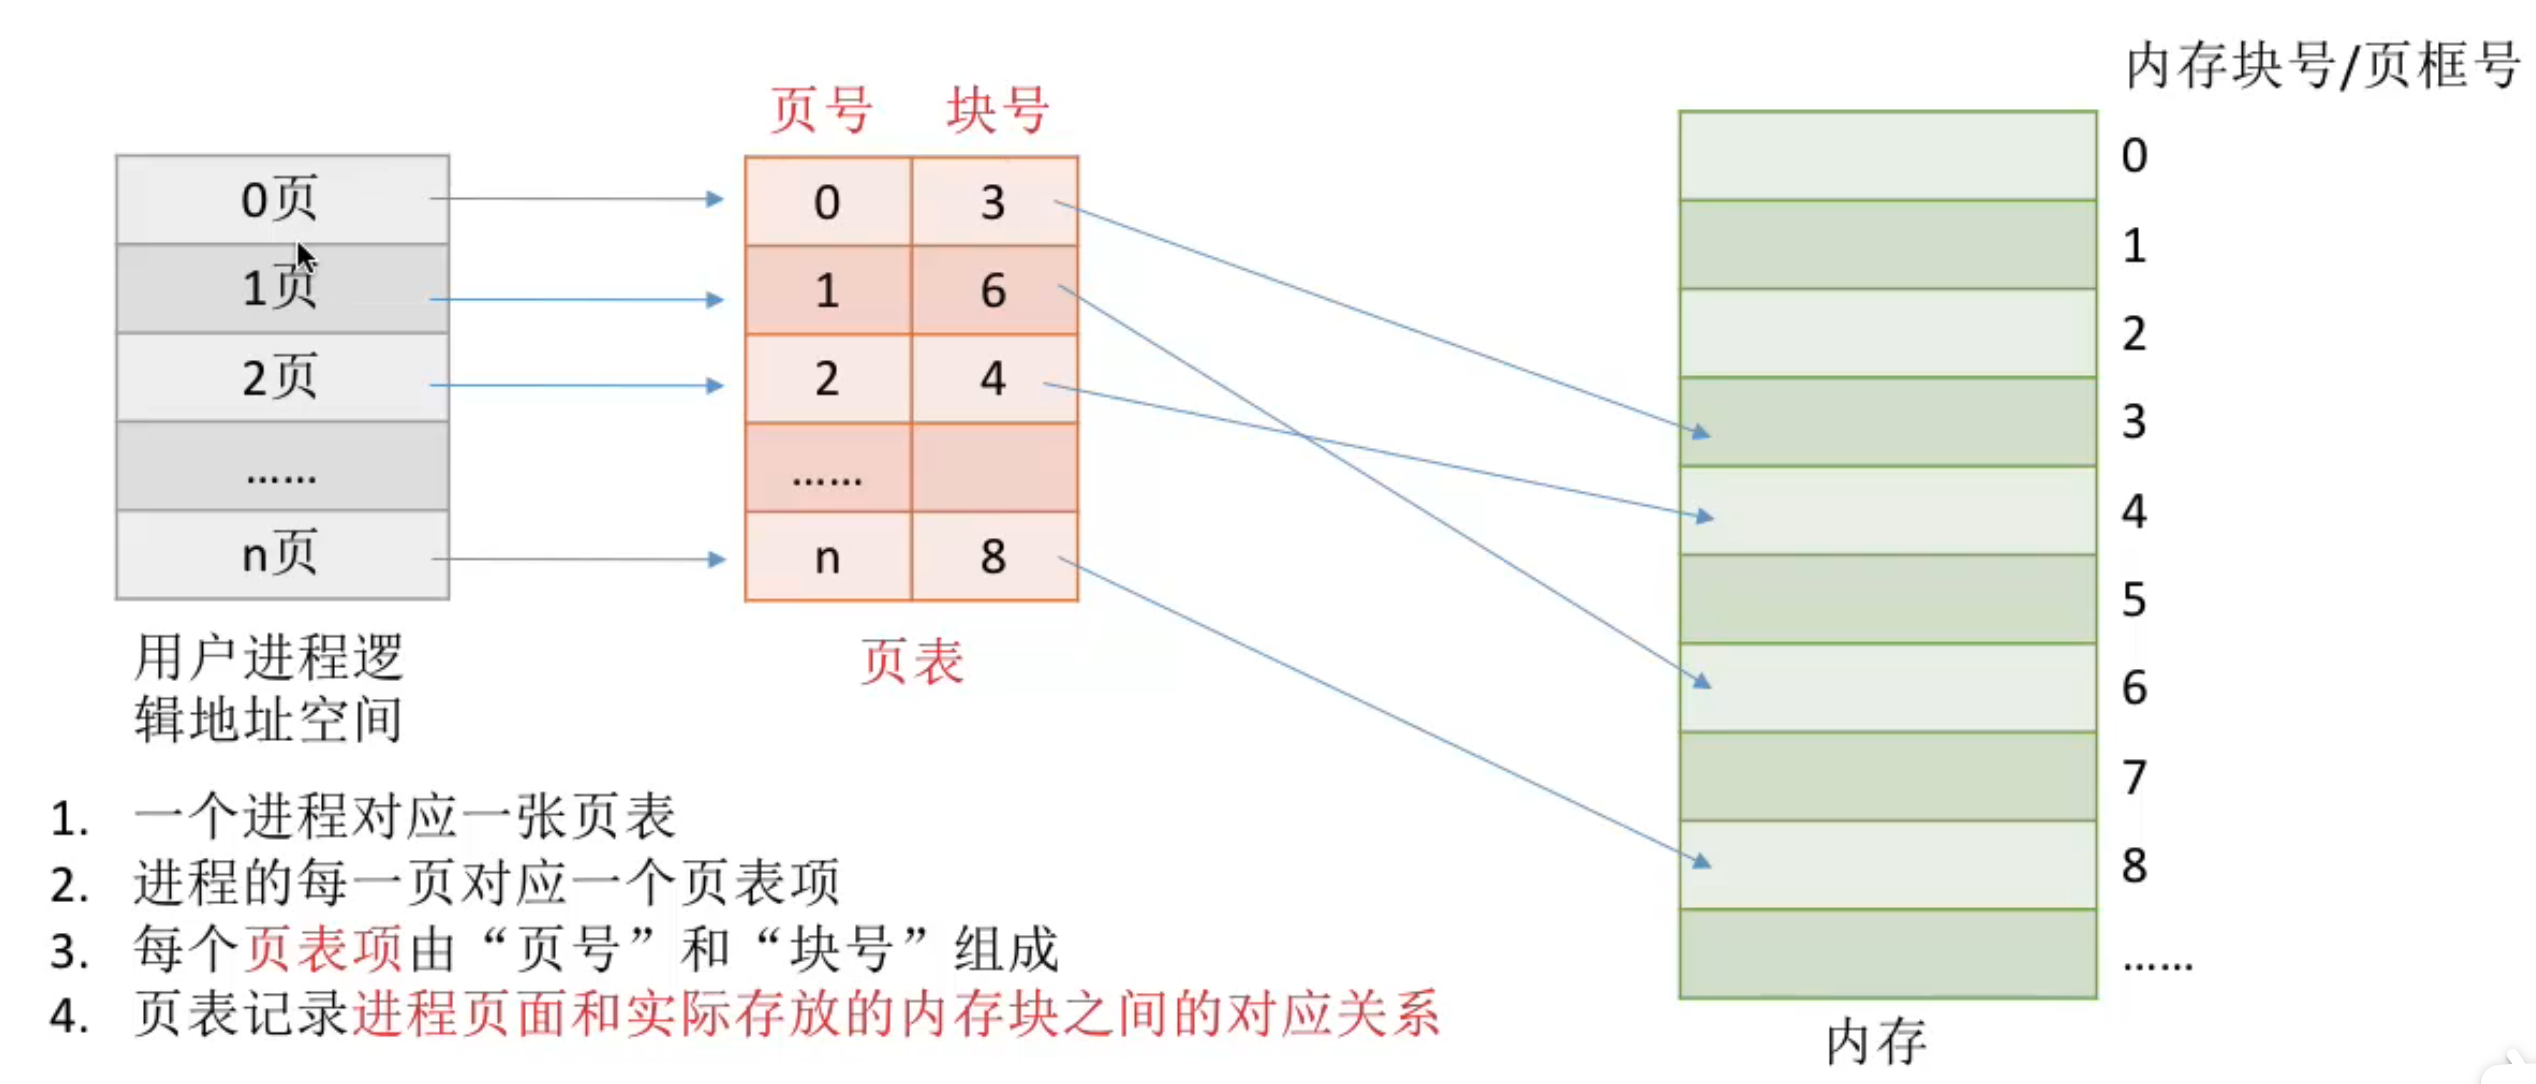 内存块号/页框号
页号 块号
0页
1页
2页
……
n页
用户进程逻
辑地址空间
0 3
1 6
2 4
……
n 8
页表
0
1
2
3
4
5
6
7
8
……
内存
1. 一个进程对应一张页表
2. 进程的每一页对应一个页表项
3. 每个页表项由“页号”和“块号”组成
4. 页表记录进程页面和实际存放的内存块之间的对应关系